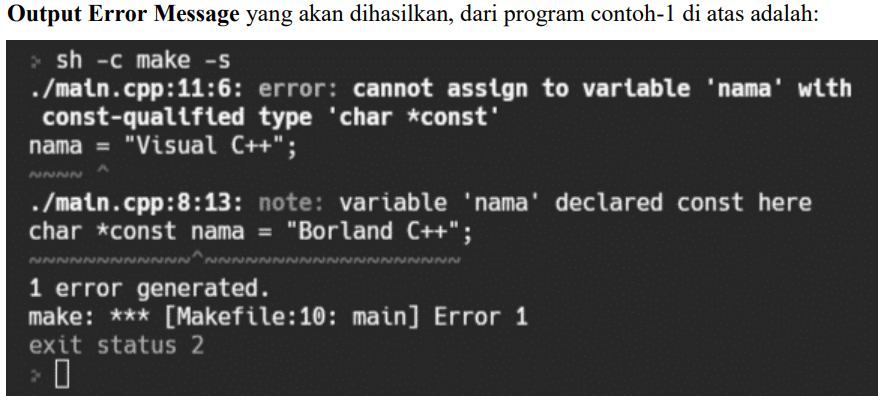 Output Error Message yang akan dihasilkan, dari program contoh-1 di atas adalah:
> sh -c make -s
./main.cpp:11:6: error: cannot assign to variable 'nama' with
const-qualified type 'char *const'
nama = "Visual C++";
~~~~ ^
./main.cpp:8:13: note: variable 'nama' declared const here
char *const nama = "Borland C++";
~~~~~~~~~~~~^~~~~~~~~~~~~~~~~~~~
1 error generated.
make: *** [Makefile:10: main] Error 1
exit status 2
>